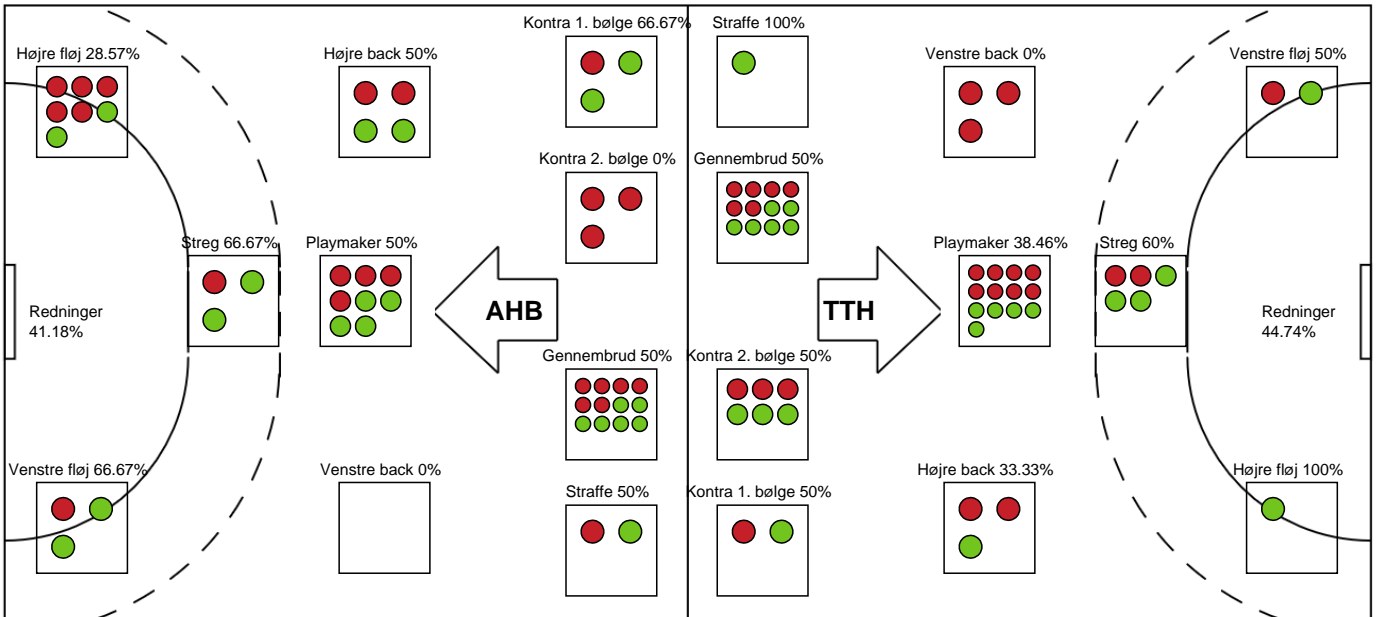 Kontra 1. bølge 66.67%
Straffe 100%
Højre fløj 28.57%
Højre back 50%
Venstre back 0%
Venstre fløj 50%
Kontra 2. bølge 0%
Gennembrud 50%
Streg 66.67%
Playmaker 50%
Playmaker 38.46%
Streg 60%
Redninger
41.18%
AHB
TTH
Redninger
44.74%
Gennembrud 50%
Kontra 2. bølge 50%
Venstre fløj 66.67%
Venstre back 0%
Højre back 33.33%
Højre fløj 100%
Straffe 50%
Kontra 1. bølge 50%